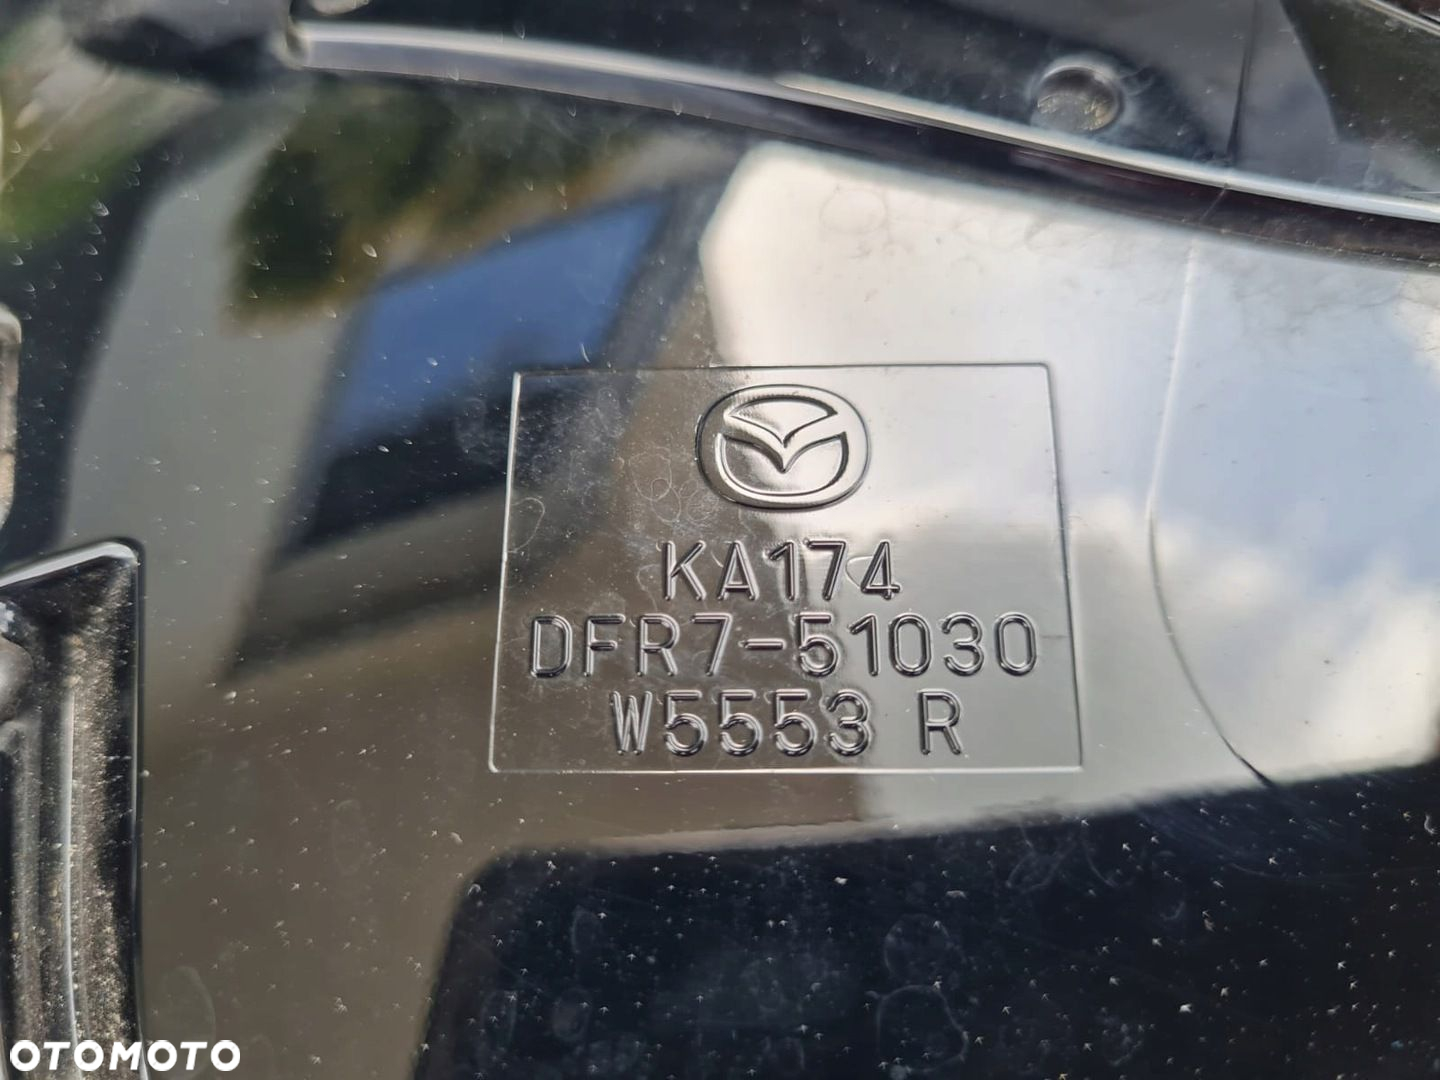 KA174
DFR7-51030
W5553 R
OTOMOTO